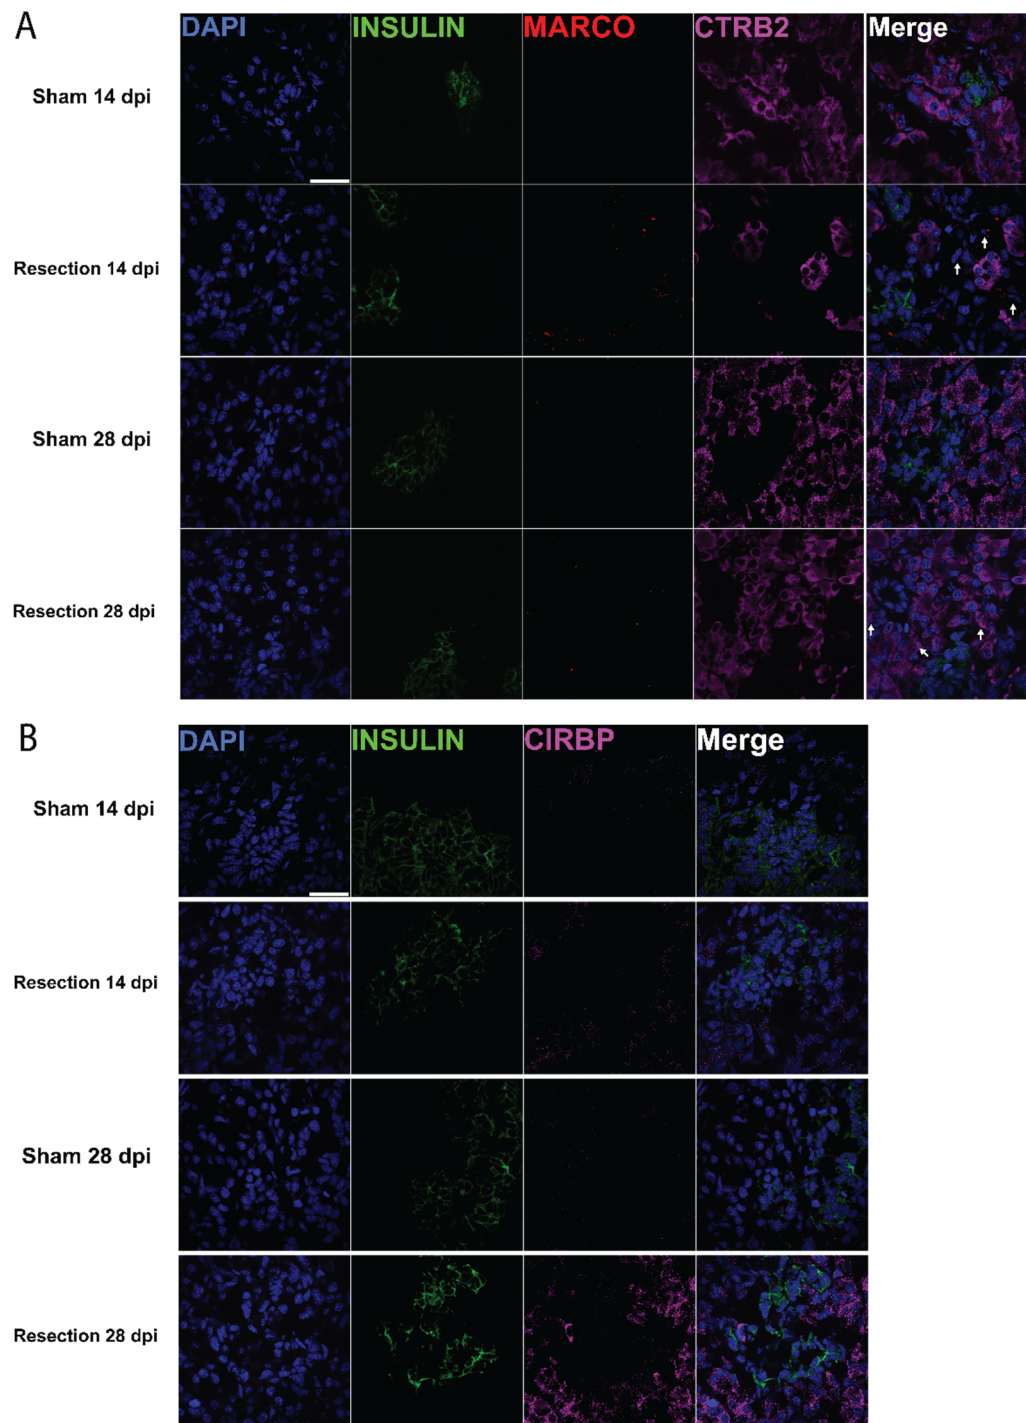 A
DAPI INSULIN MARCO CTRB2 Merge
Sham 14 dpi
Resection 14 dpi
Sham 28 dpi
Resection 28 dpi
B
DAPI INSULIN CIRBP Merge
Sham 14 dpi
Resection 14 dpi
Sham 28 dpi
Resection 28 dpi